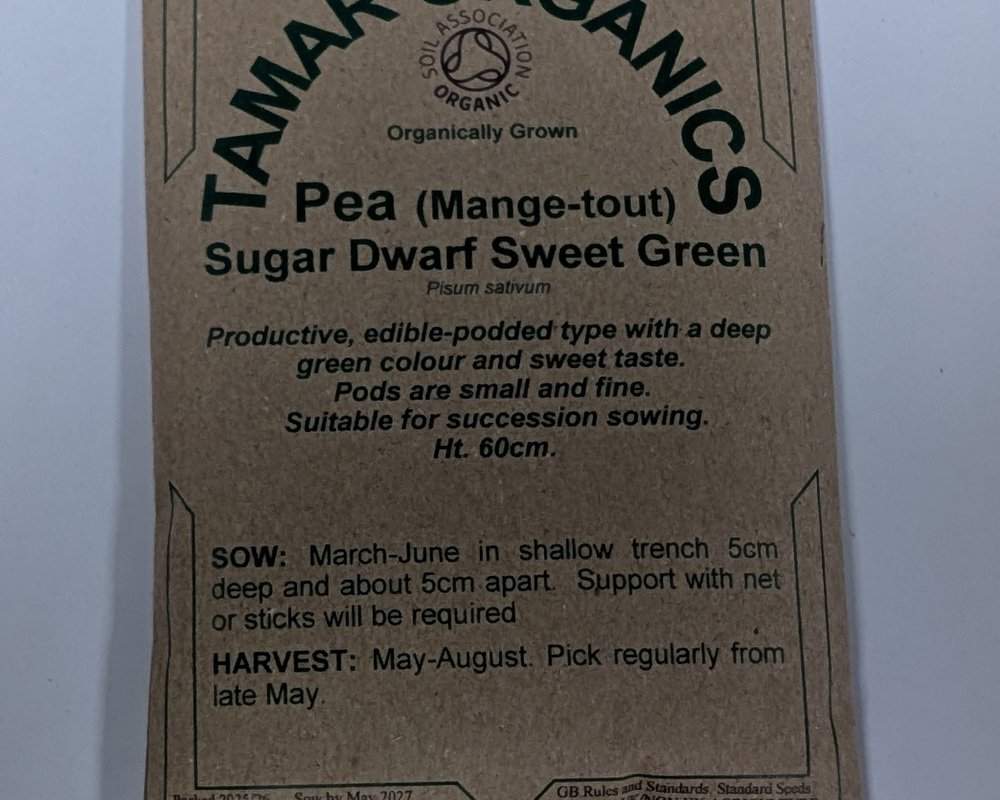 TAMAR ORGANICS
SOIL ASSOCIATION
ORGANIC
Organically Grown
Pea (Mange-tout)
Sugar Dwarf Sweet Green
Pisum sativum
Productive, edible-podded type with a deep
green colour and sweet taste.
Pods are small and fine.
Suitable for succession sowing.
Ht. 60cm.
SOW: March-June in shallow trench 5cm
deep and about 5cm apart. Support with net
or sticks will be required
HARVEST: May-August. Pick regularly from
late May.
Packed 2025/26 Sow by May 2027
GB Rules and Standards, Standard Seeds